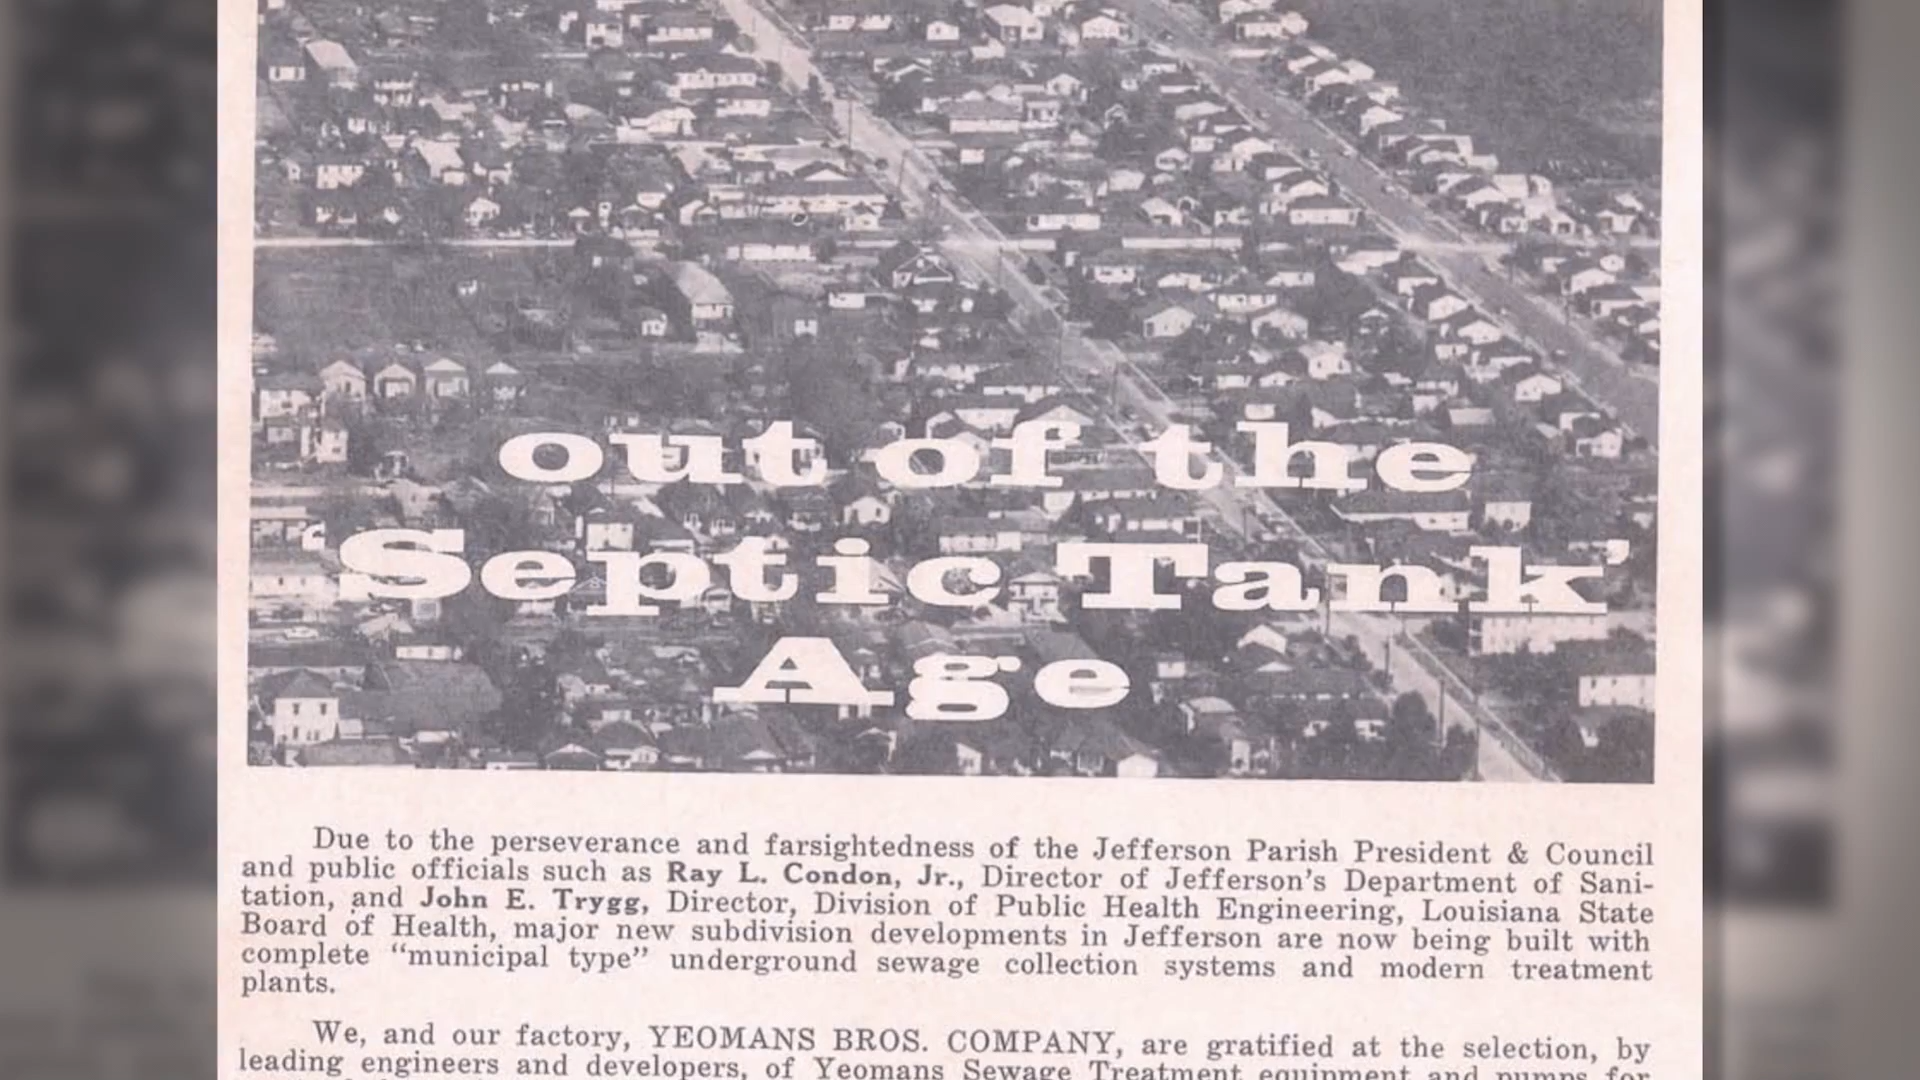 out of the
‘Septic Tank’
Age
Due to the perseverance and farsightedness of the Jefferson Parish President & Council
and public officials such as Ray L. Condon, Jr., Director of Jefferson's Department of Sani-
tation, and John E. Trygg, Director, Division of Public Health Engineering, Louisiana State
Board of Health, major new subdivision developments in Jefferson are now being built with
complete “municipal type” underground sewage collection systems and modern treatment
plants.
We, and our factory, YEOMANS BROS. COMPANY, are gratified at the selection, by
leading engineers and developers, of Yeomans Sewage Treatment equipment and pumps for